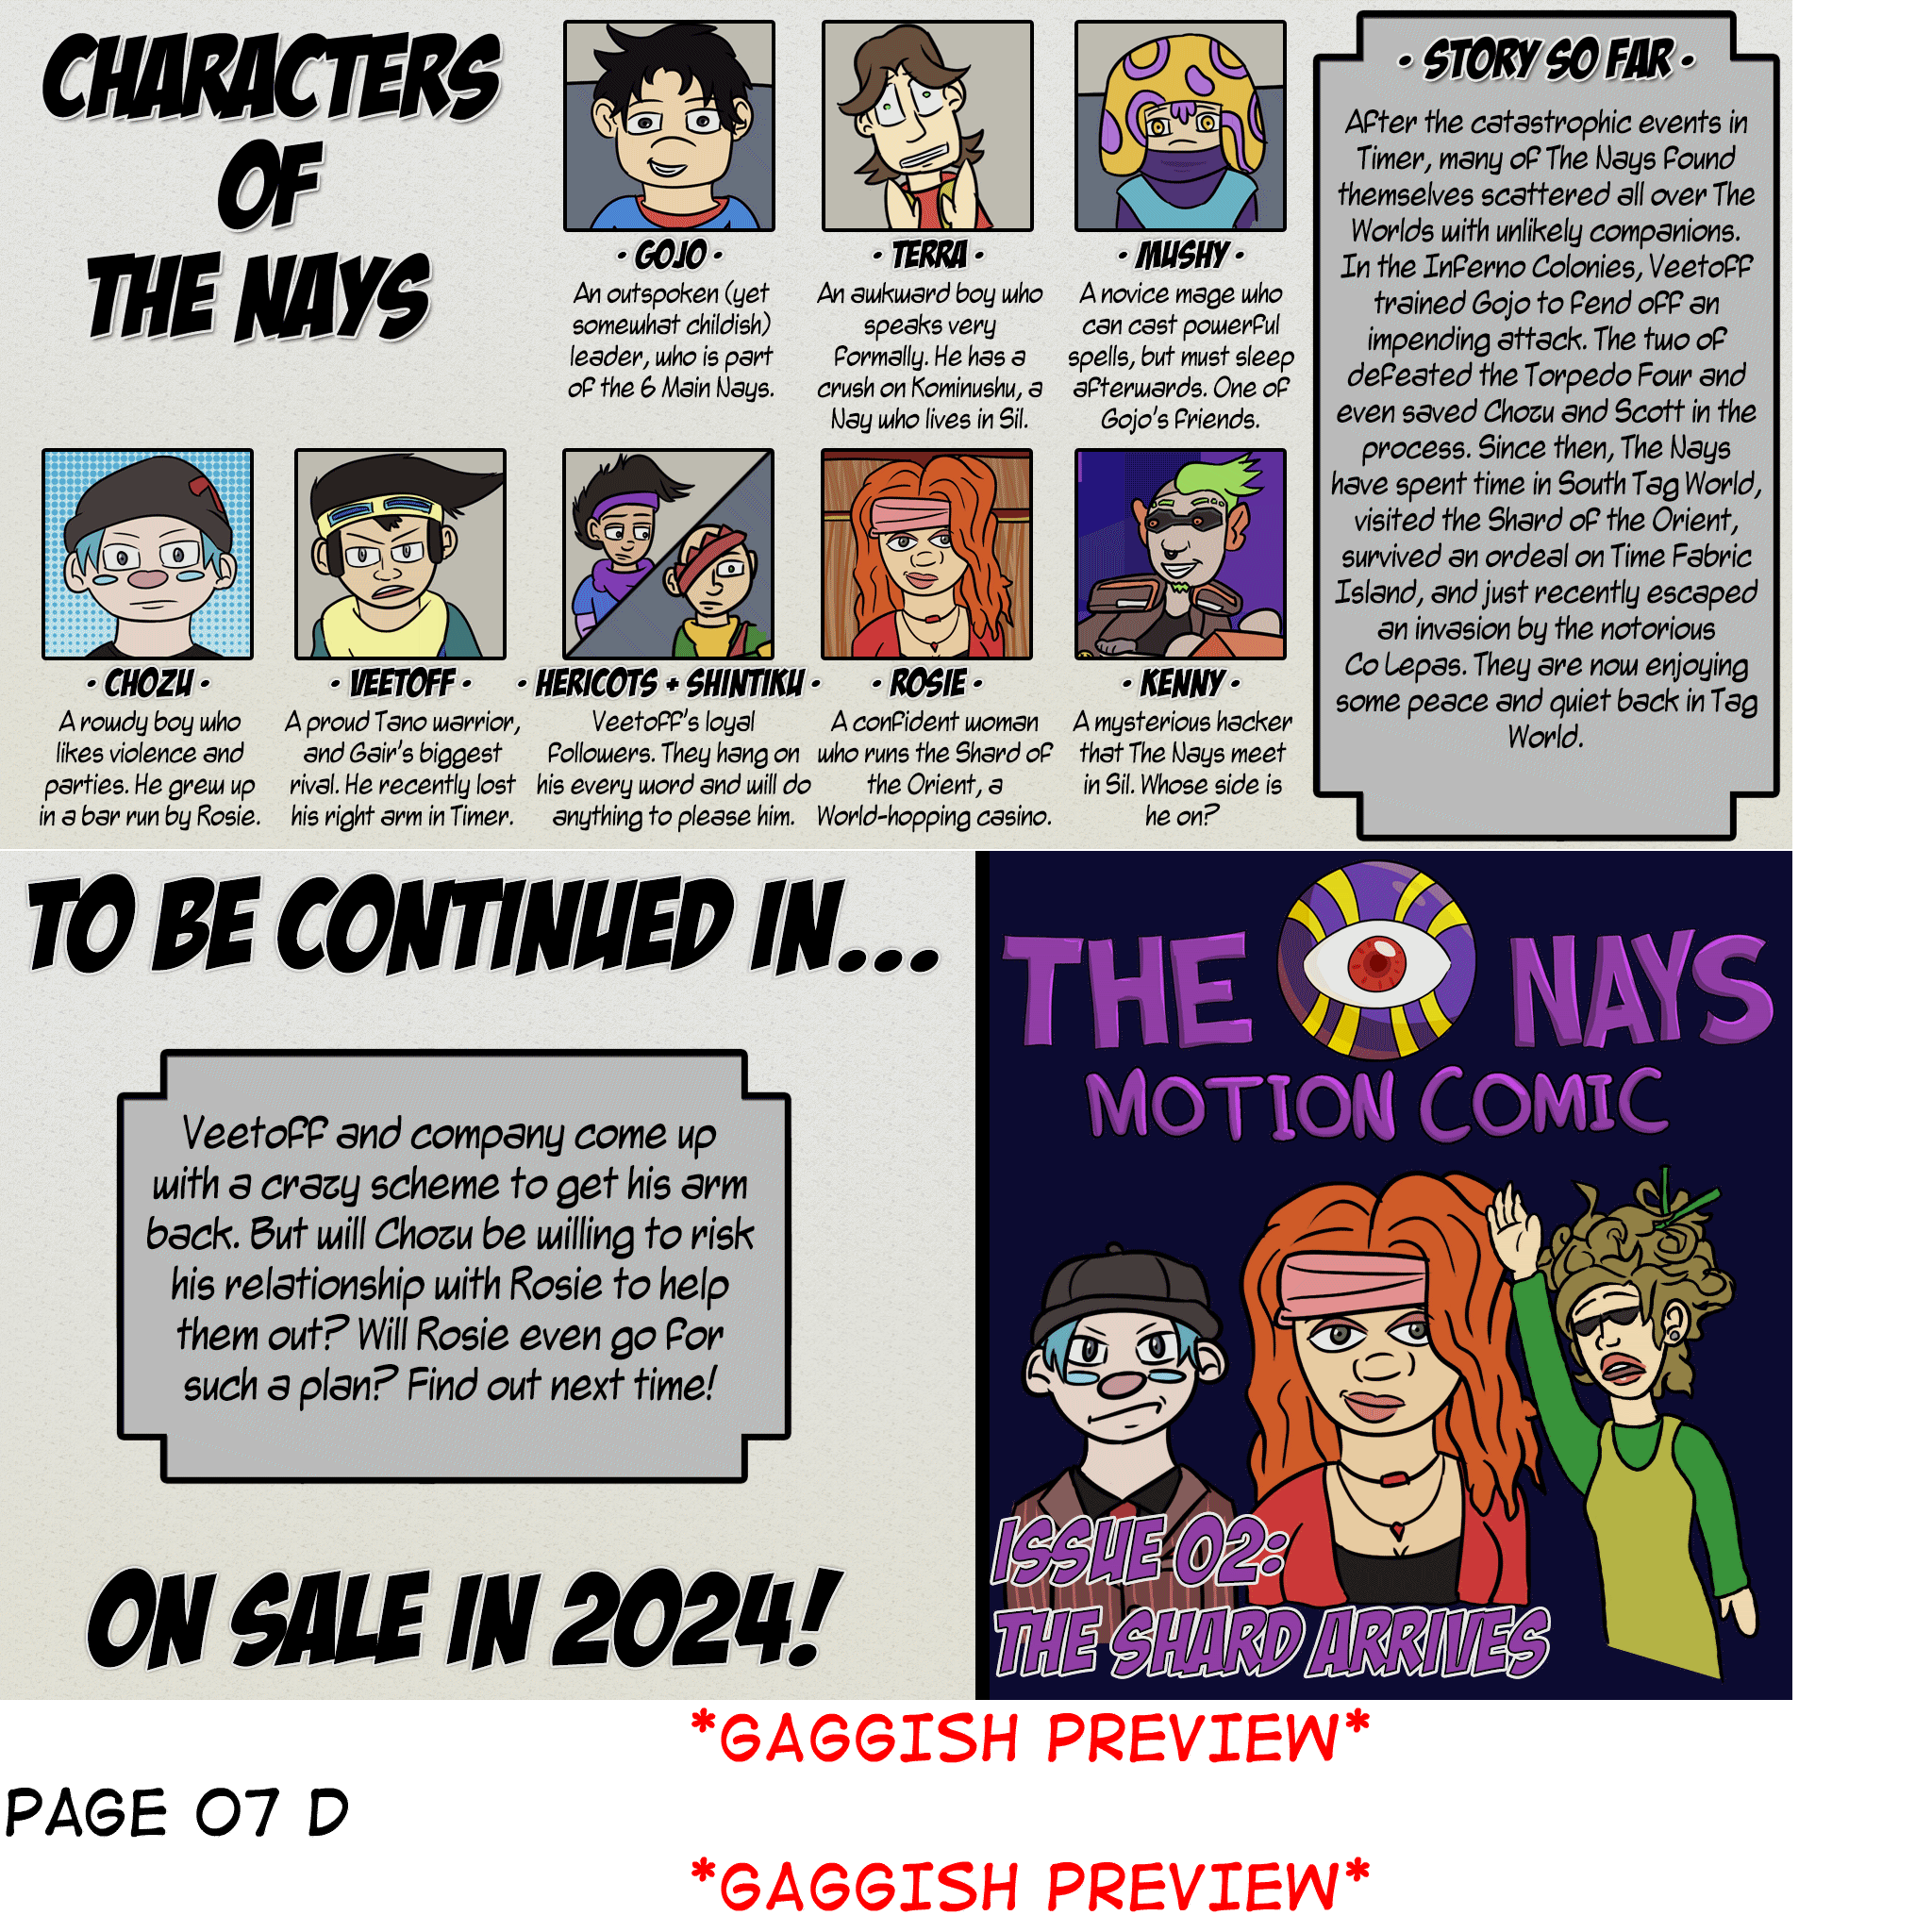 CHARACTERS
OF
THE NAYS
· GOJO ·
An outspoken (yet
somewhat childish)
leader, who is part
of the 6 Main Nays.
· TERRA ·
An awkward boy who
speaks very
formally. He has a
crush on Kominushu, a
Nay who lives in Sil.
· MUSHY ·
A novice mage who
can cast powerful
spells, but must sleep
afterwards. One of
Gojo's friends.
· CHOZU ·
A rowdy boy who
likes violence and
parties. He grew up
in a bar run by Rosie.
· VEETOFF ·
A proud Tano warrior,
and Gair's biggest
rival. He recently lost
his right arm in Timer.
· HERICOTS + SHINTIKU ·
Veetoff's loyal
followers. They hang on
his every word and will do
anything to please him.
· ROSIE ·
A confident woman
who runs the Shard of
the Orient, a
World-hopping casino.
· KENNY ·
A mysterious hacker
that The Nays meet
in Sil. Whose side is
he on?
· STORY SO FAR ·
After the catastrophic events in
Timer, many of The Nays found
themselves scattered all over The
Worlds with unlikely companions.
In the Inferno Colonies, Veetoff
trained Gojo to fend off an
impending attack. The two of
defeated the Torpedo Four and
even saved Chozu and Scott in the
process. Since then, The Nays
have spent time in South Tag World,
visited the Shard of the Orient,
survived an ordeal on Time Fabric
Island, and just recently escaped
an invasion by the notorious
Co Lepas. They are now enjoying
some peace and quiet back in Tag
World.
TO BE CONTINUED IN...
Veetoff and company come up
with a crazy scheme to get his arm
back. But will Chozu be willing to risk
his relationship with Rosie to help
them out? Will Rosie even go for
such a plan? Find out next time!
ON SALE IN 2024!
THE NAYS
MOTION COMIC
ISSUE 02:
THE SHARD ARRIVES
*GAGGISH PREVIEW*
PAGE 07 D
*GAGGISH PREVIEW*